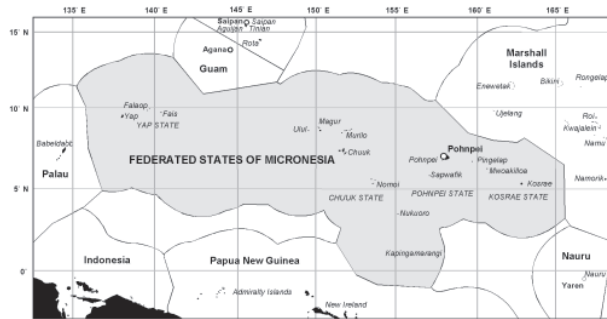 135˚ E
140˚ E
145˚ E
150˚ E
155˚ E
160˚ E
165˚ E
15˚ N
10˚ N
5˚ N
0˚
Saipan Saipan
Aguijan Tinian
Rota
Agana
Guam
Marshall
Islands
Enewetak
Bikini
Rongelap
Ujelang
Roi
Kwajalein
Namu
Namorik
Falaop
Yap
Fais
YAP STATE
Ulul
Magur
Murilo
Chuuk
FEDERATED STATES OF MICRONESIA
Babeldabt
Palau
Nomoi
CHUUK STATE
Pohnpei
Pohnpei
Pingelap
Sapwafik
Mwoakilloa
POHNPEI STATE
Kosrae
KOSRAE STATE
Nukuoro
Kapingamarangi
Indonesia
Papua New Guinea
Admiralty Islands
New Ireland
Nauru
Nauru
Yaren